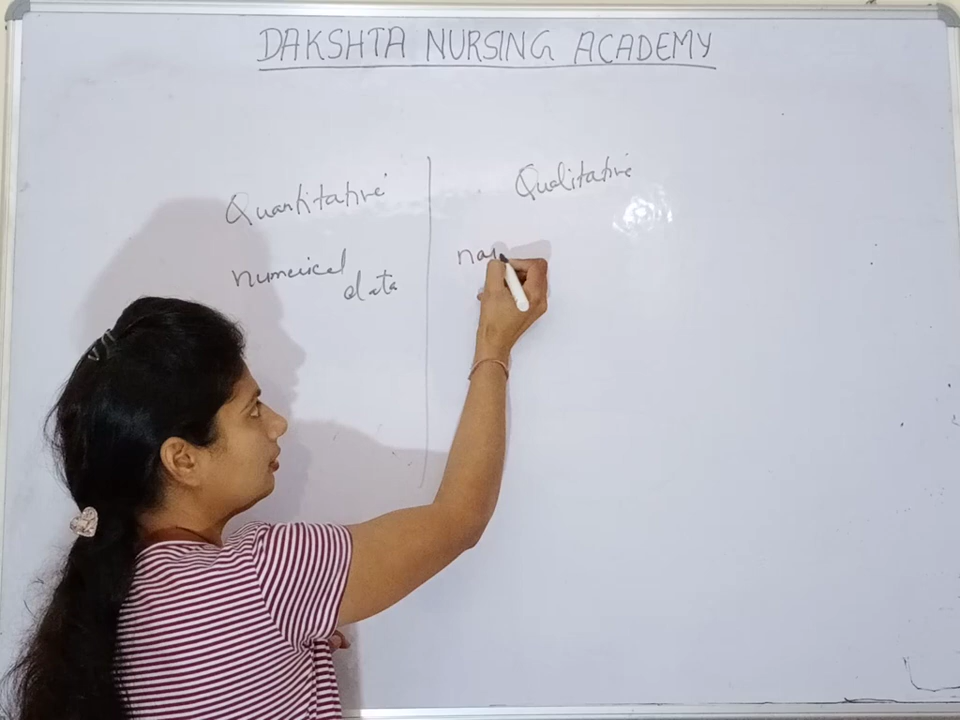 DAKSHTA NURSING ACADEMY
Quantitative
Qualitative
numerical
data